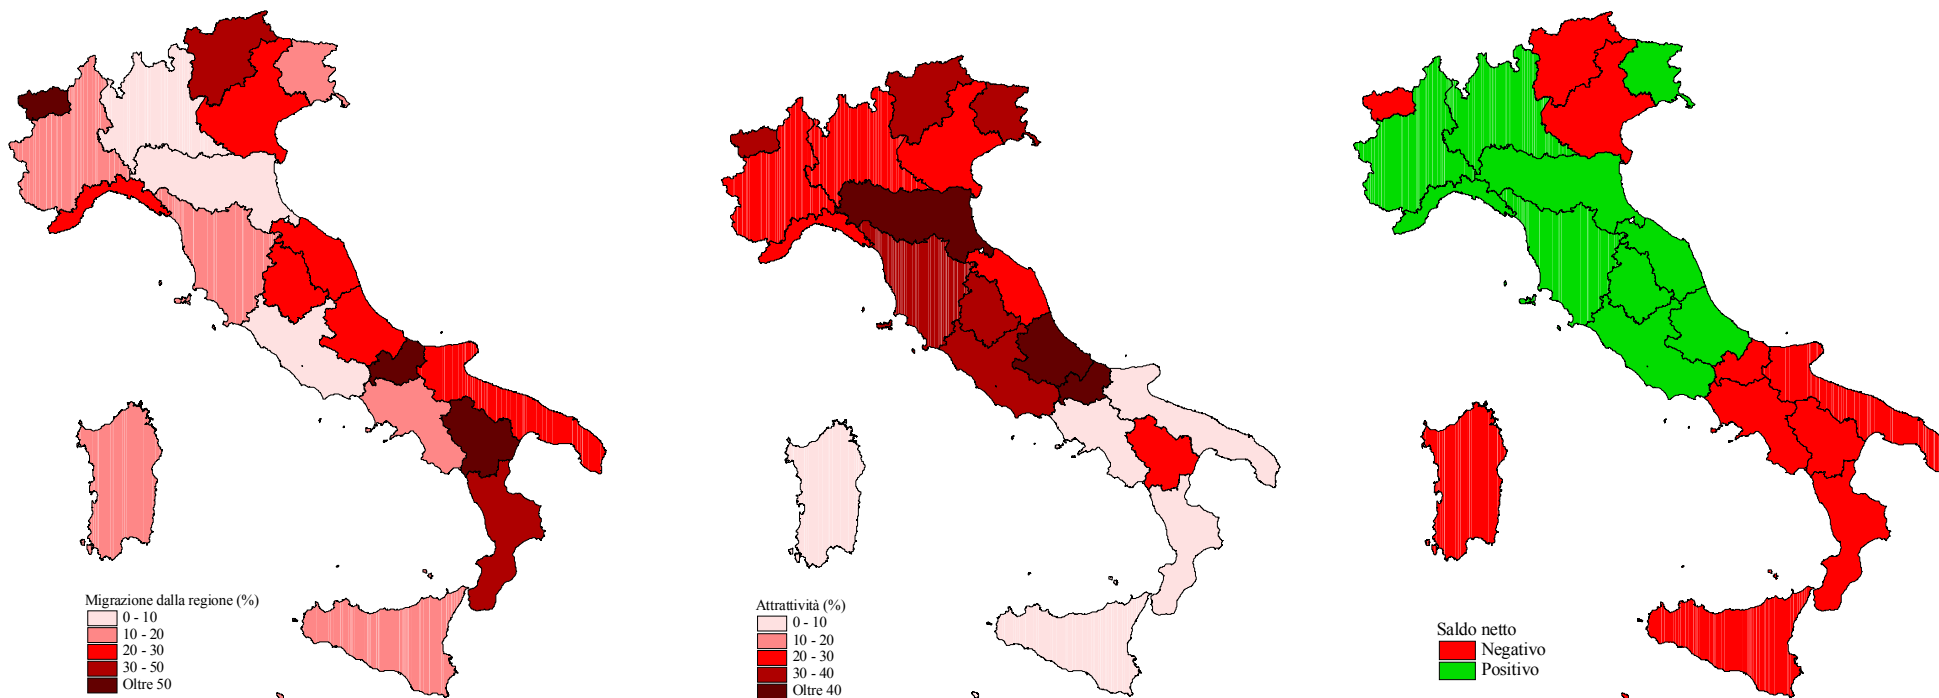 Migrazione dalla regione (%)
0 - 10
10 - 20
20 - 30
30 - 50
Oltre 50
Attrattività (%)
0 - 10
10 - 20
20 - 30
30 - 40
Oltre 40
Saldo netto
Negativo
Positivo